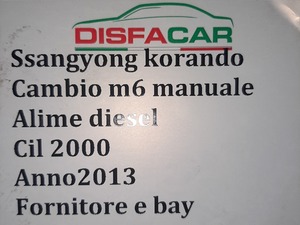 DISFACAR
Ssangyong korando
Cambio m6 manuale
Alime diesel
Cil 2000
Anno2013
Fornitore e bay